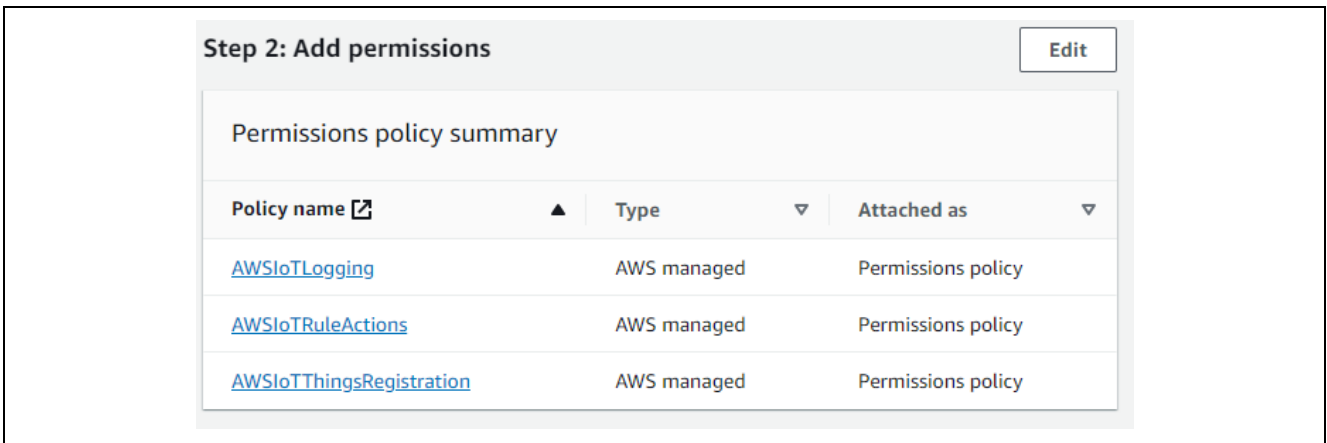 Step 2: Add permissions Edit
Permissions policy summary
Policy name Type Attached as
AWSIoTLogging AWS managed Permissions policy
AWSIoTRuleActions AWS managed Permissions policy
AWSIoTThingsRegistration AWS managed Permissions policy